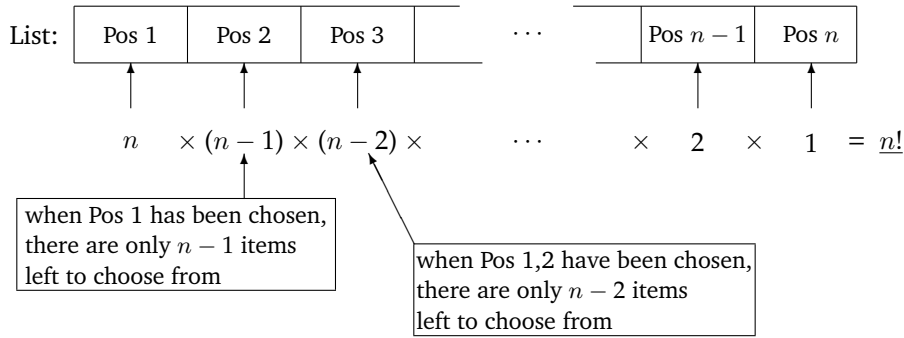 List: Pos 1 Pos 2 Pos 3 · · · Pos n − 1 Pos n
n × (n − 1) × (n − 2) × · · · × 2 × 1 = n!
when Pos 1 has been chosen,
there are only n − 1 items
left to choose from
when Pos 1,2 have been chosen,
there are only n − 2 items
left to choose from